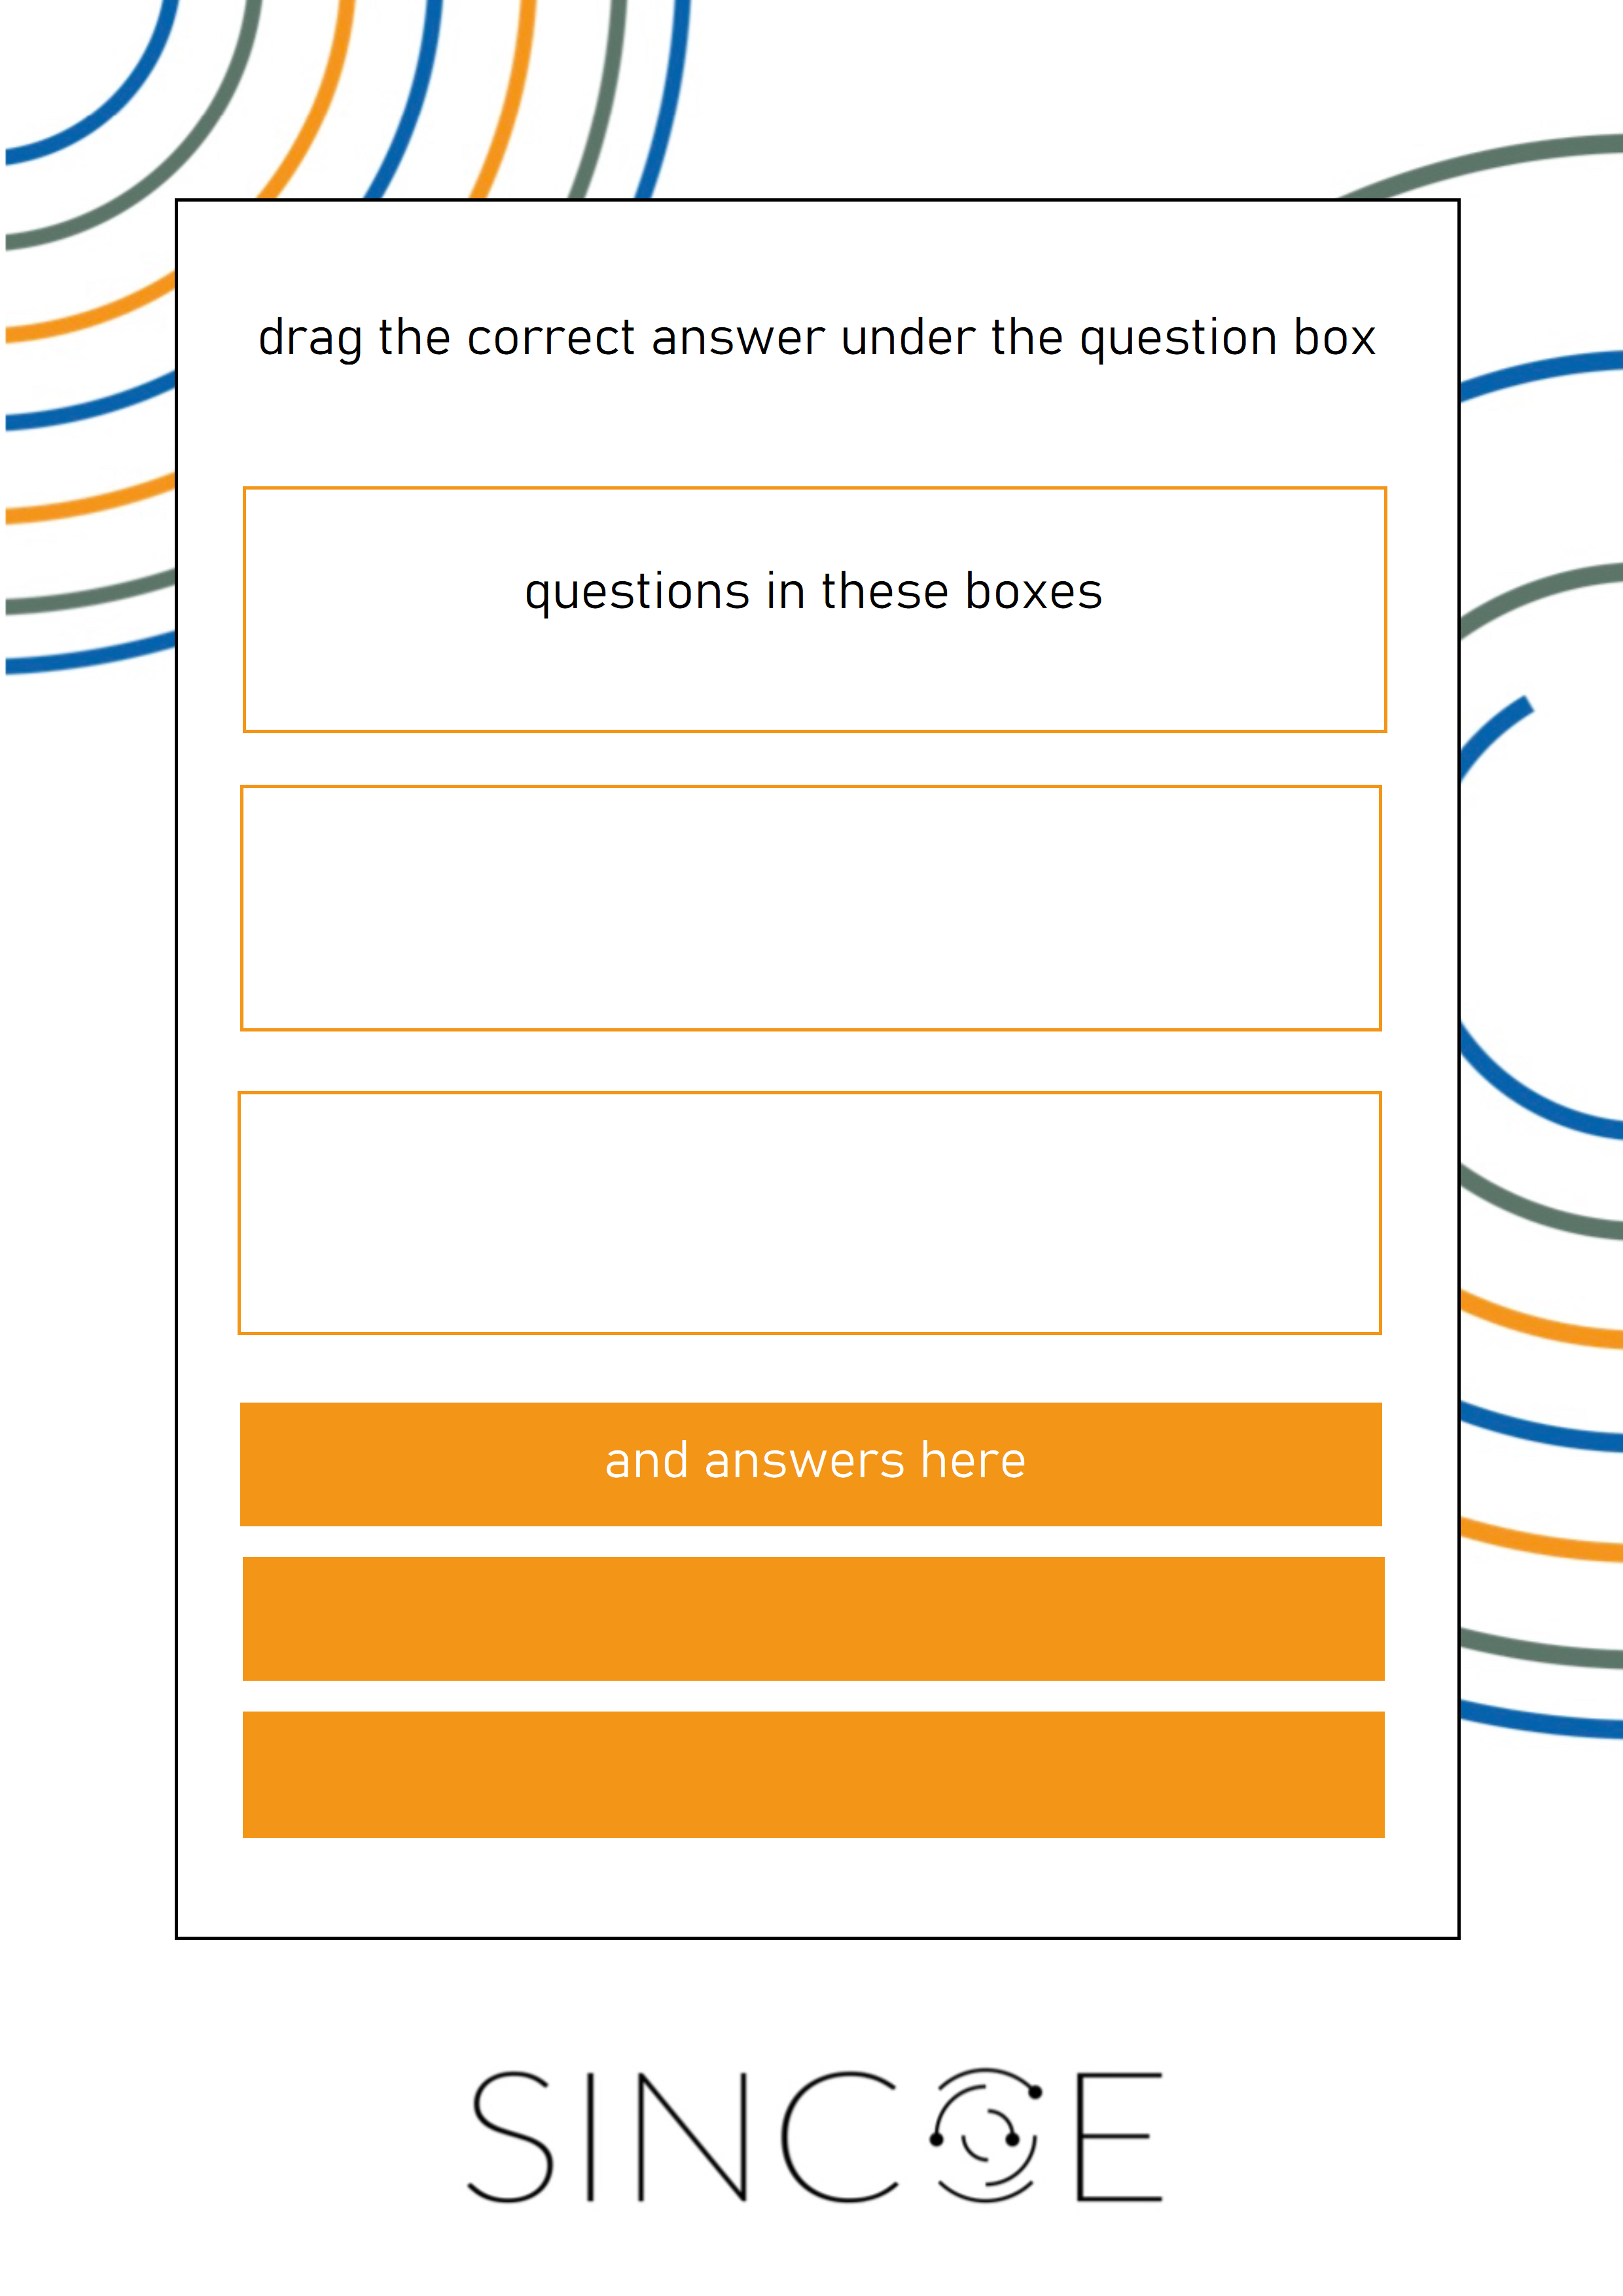 drag the correct answer under the question box
questions in these boxes
and answers here
SINCOE